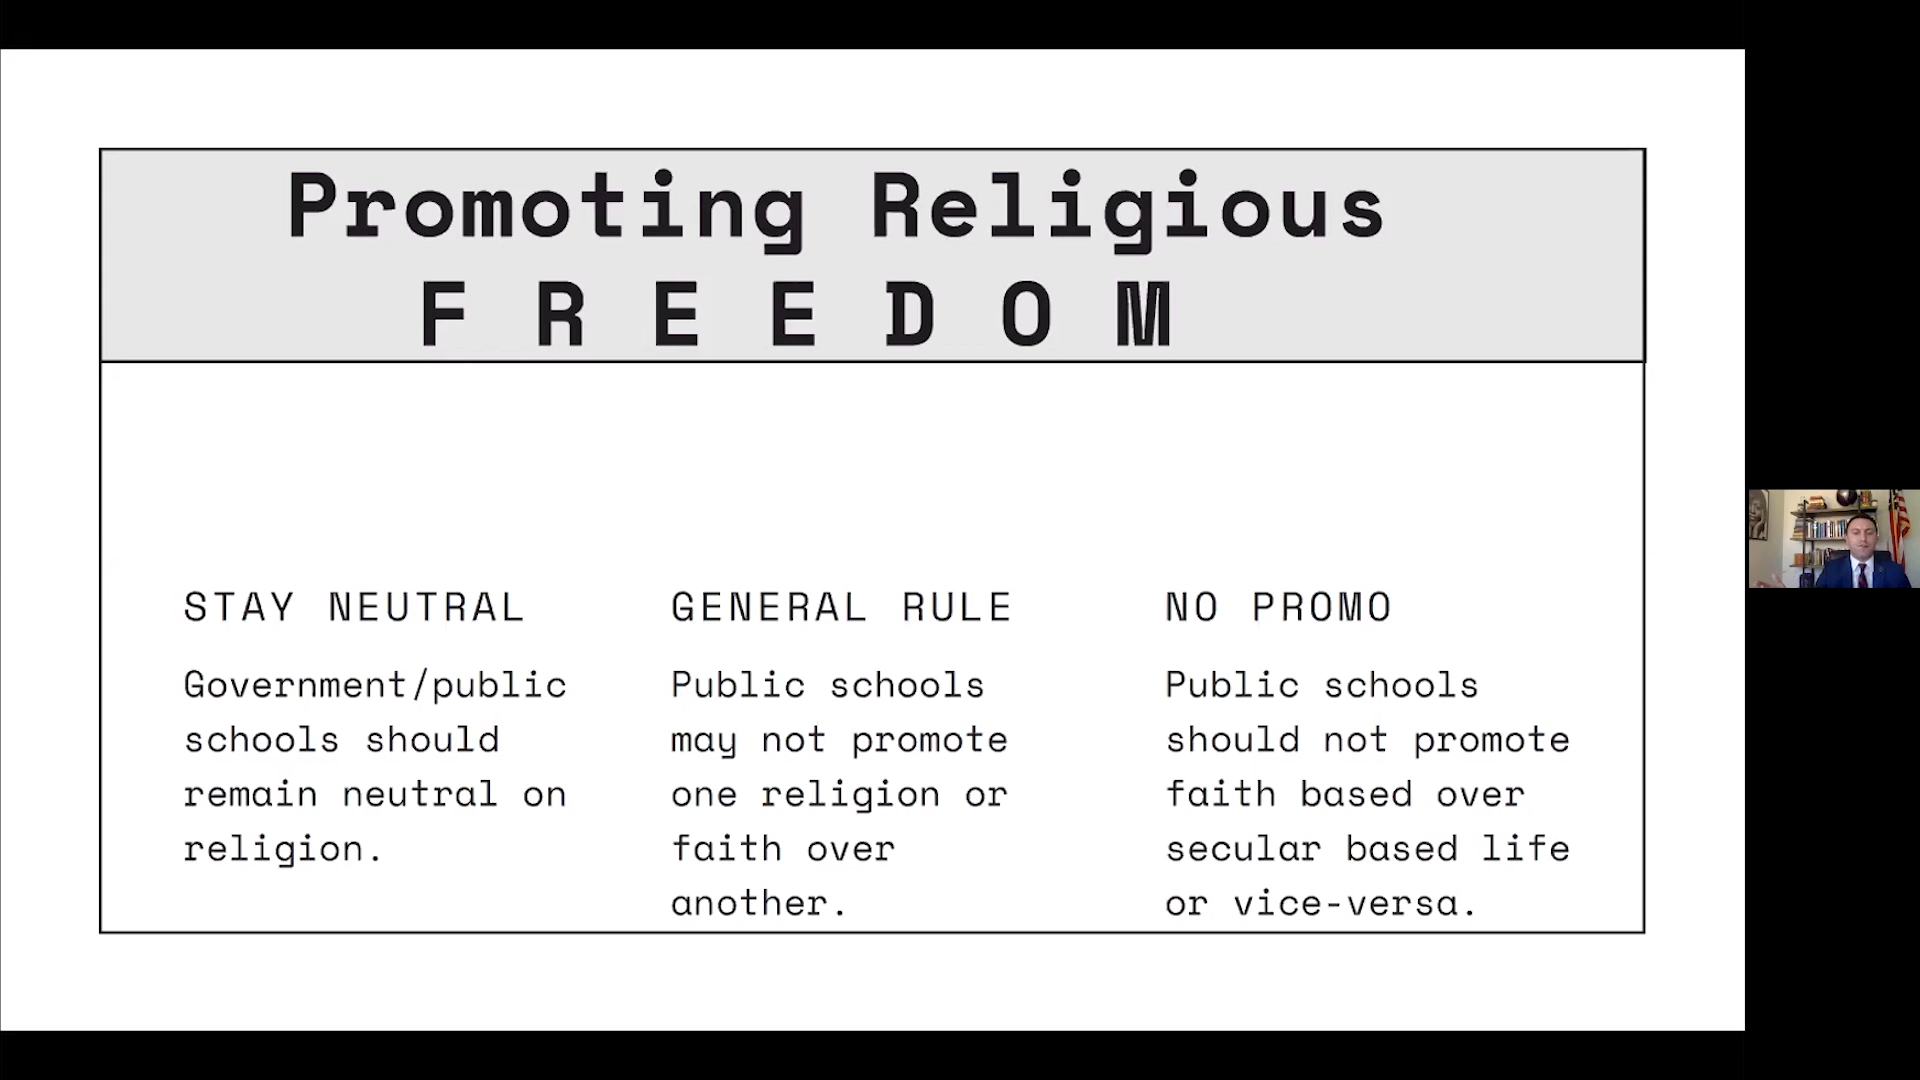 Promoting Religious
F R E E D O M
STAY NEUTRAL
Government/public
schools should
remain neutral on
religion.
GENERAL RULE
Public schools
may not promote
one religion or
faith over
another.
NO PROMO
Public schools
should not promote
faith based over
secular based life
or vice-versa.